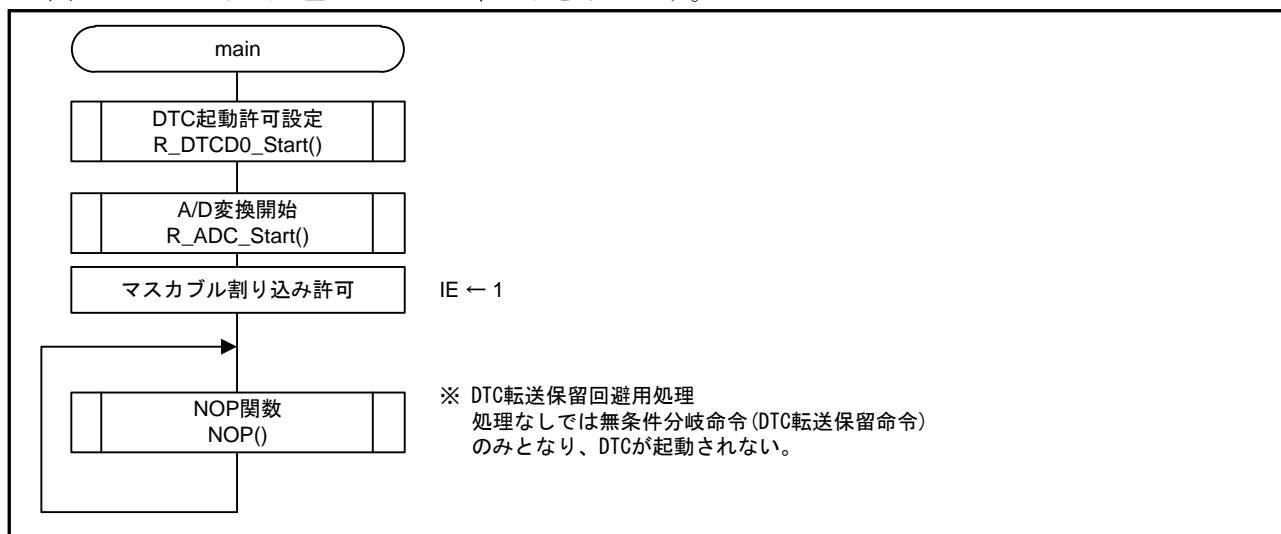 main
DTC起動許可設定
R_DTCD0_Start()
A/D変換開始
R_ADC_Start()
マスカブル割り込み許可
IE ← 1
NOP関数
NOP()
※ DTC転送保留回避用処理
処理なしでは無条件分岐命令(DTC転送保留命令)
のみとなり、DTCが起動されない。